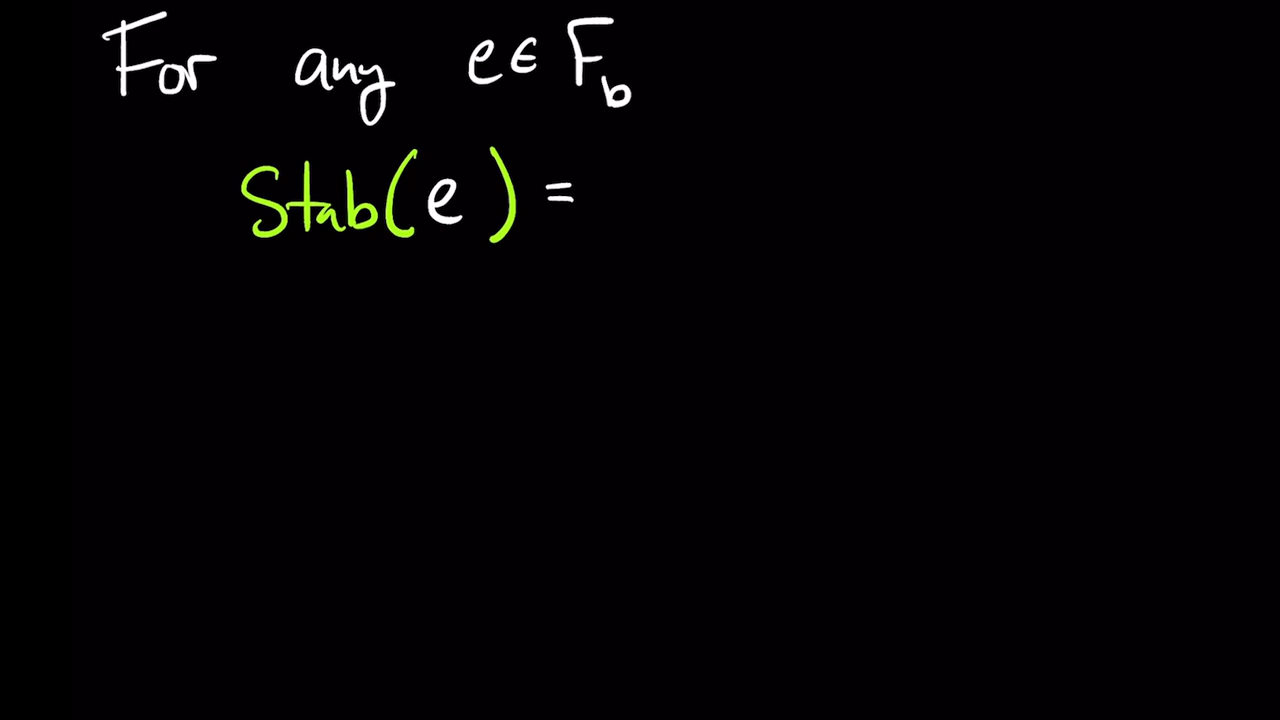 For any e ∈ F_b
Stab(e) =